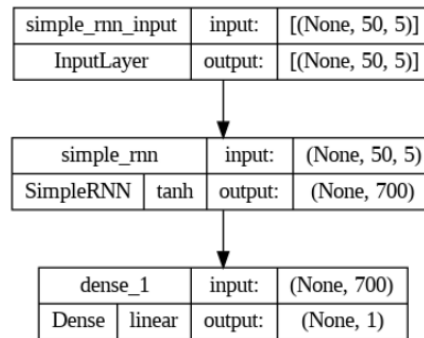 simple_rnn_input input: [(None, 50, 5)]
InputLayer output: [(None, 50, 5)]
simple_rnn input: (None, 50, 5)
SimpleRNN tanh output: (None, 700)
dense_1 input: (None, 700)
Dense linear output: (None, 1)